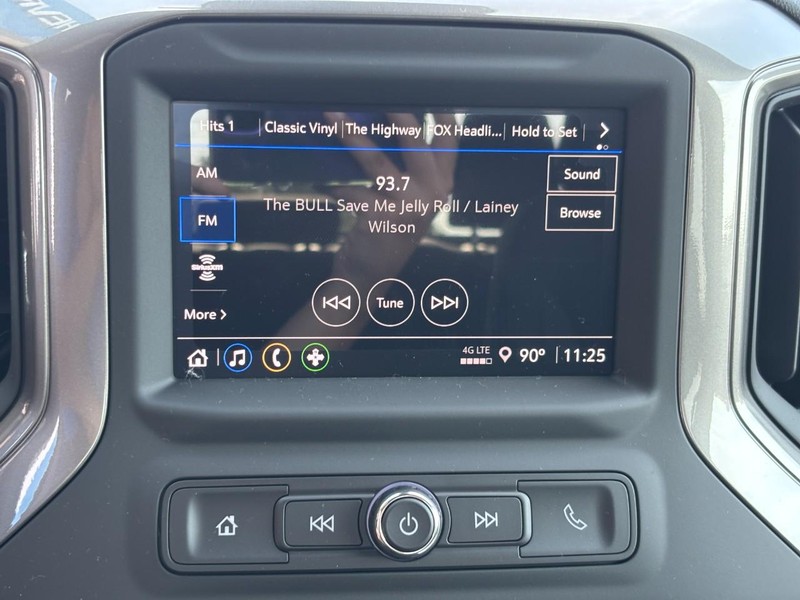 Hits 1 Classic Vinyl The Highway FOX Headli... Hold to Set
AM
93.7
Sound
The BULL Save Me Jelly Roll / Lainey
Wilson
FM
Browse
SiriusXM
Tune
More
4G LTE 90° 11:25